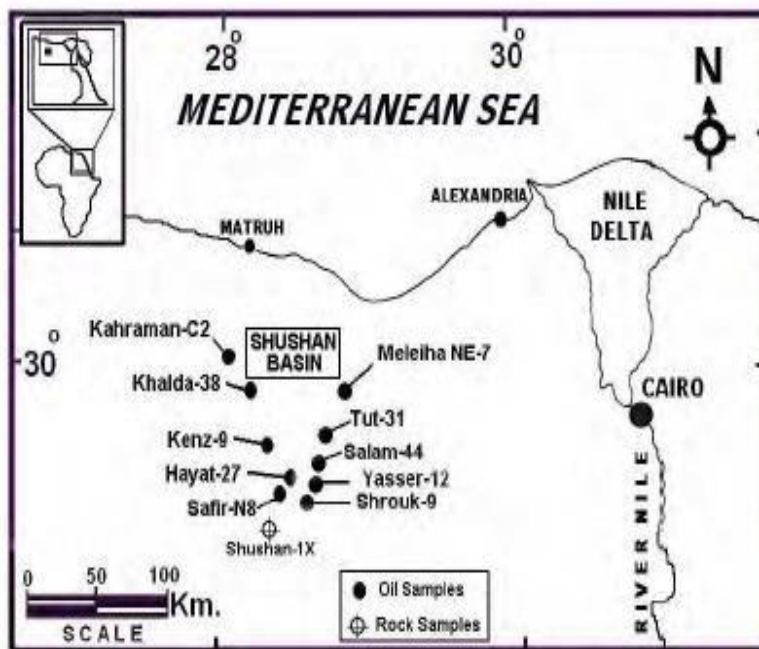 28°
30°
N
MEDITERRANEAN SEA
ALEXANDRIA
NILE
DELTA
MATRUH
30°
Kahraman-C2
SHUSHAN
BASIN
Meleiha NE-7
Khalda-38
CAIRO
Tut-31
Kenz-9
Salam-44
Hayat-27
Yasser-12
Safir-N8
Shrouk-9
Shushan-1X
RIVER NILE
0 50 100
Km.
SCALE
Oil Samples
Rock Samples